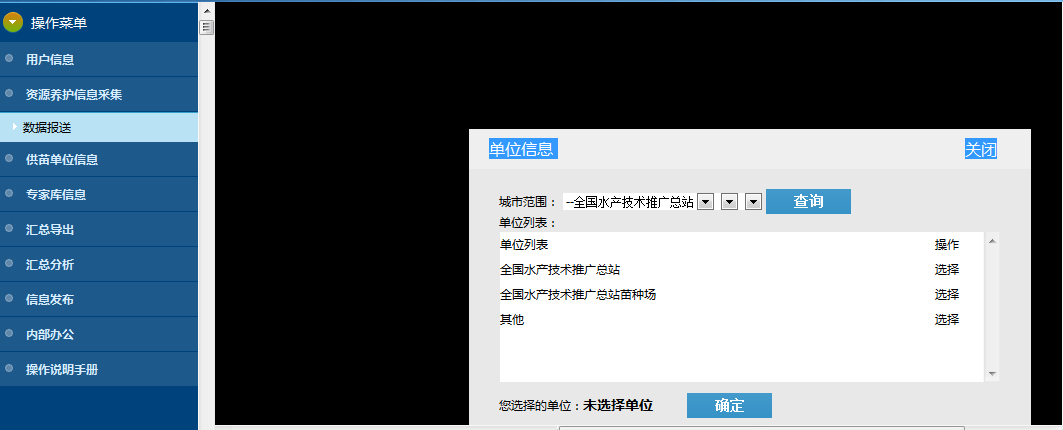 操作菜单
用户信息
资源养护信息采集
数据报送
供苗单位信息
专家库信息
汇总导出
汇总分析
信息发布
内部办公
操作说明手册
单位信息 关闭
城市范围： --全国水产技术推广总站 查询
单位列表：
单位列表 操作
全国水产技术推广总站 选择
全国水产技术推广总站苗种场 选择
其他 选择
您选择的单位：未选择单位 确定